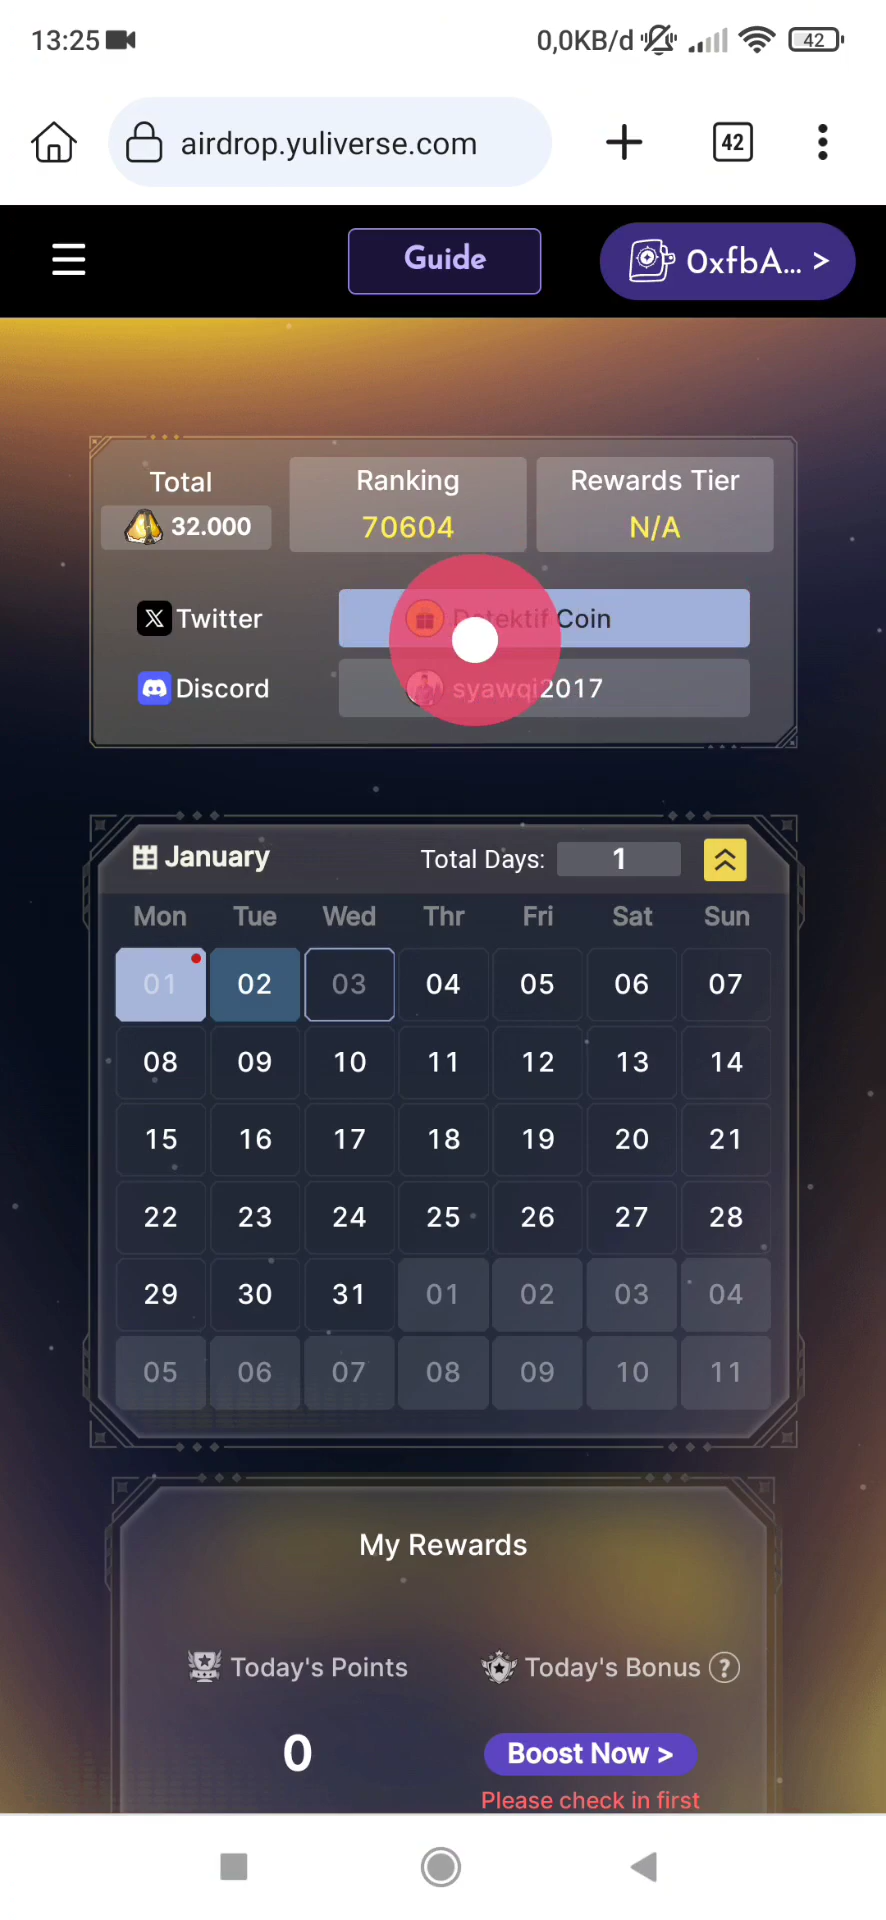 13:25 0,0KB/d 42
airdrop.yuliverse.com 42
Guide 0xfbA... >
Total Ranking Rewards Tier
32.000 70604 N/A
Twitter Detektif Coin
Discord syawqi2017
January Total Days: 1
Mon Tue Wed Thr Fri Sat Sun
01 02 03 04 05 06 07
08 09 10 11 12 13 14
15 16 17 18 19 20 21
22 23 24 25 26 27 28
29 30 31 01 02 03 04
05 06 07 08 09 10 11
My Rewards
Today's Points Today's Bonus ?
0 Boost Now >
Please check in first